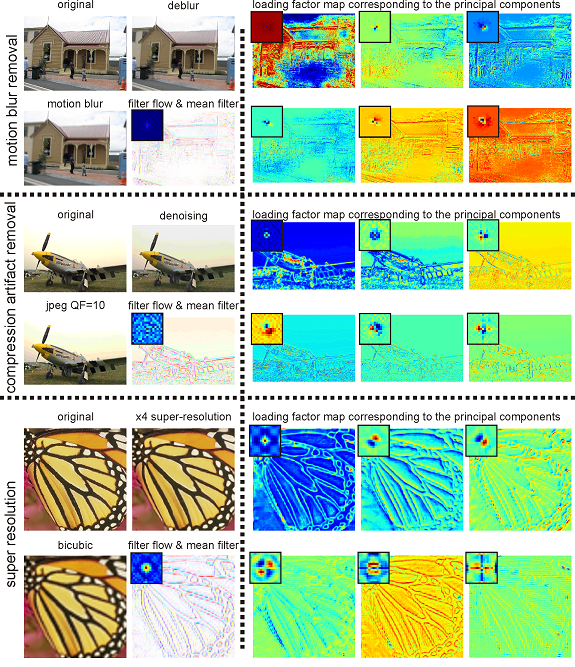 motion blur removal
original
deblur
loading factor map corresponding to the principal components
motion blur
filter flow & mean filter
compression artifact removal
original
denoising
loading factor map corresponding to the principal components
jpeg QF=10
filter flow & mean filter
super resolution
original
x4 super-resolution
loading factor map corresponding to the principal components
bicubic
filter flow & mean filter